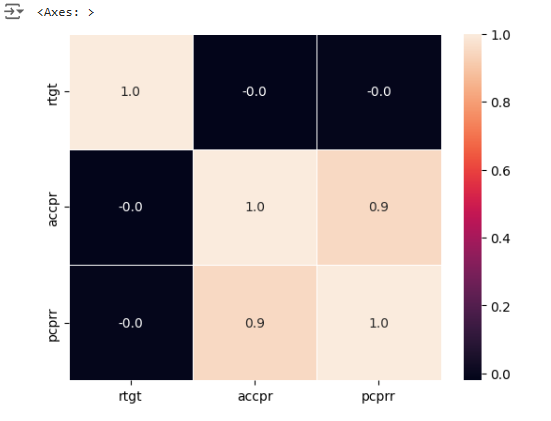 <Axes: >
1.0
rtgt 1.0 -0.0 -0.0
0.8
0.6
accpr -0.0 1.0 0.9
0.4
0.2
pcprr -0.0 0.9 1.0
0.0
rtgt accpr pcprr